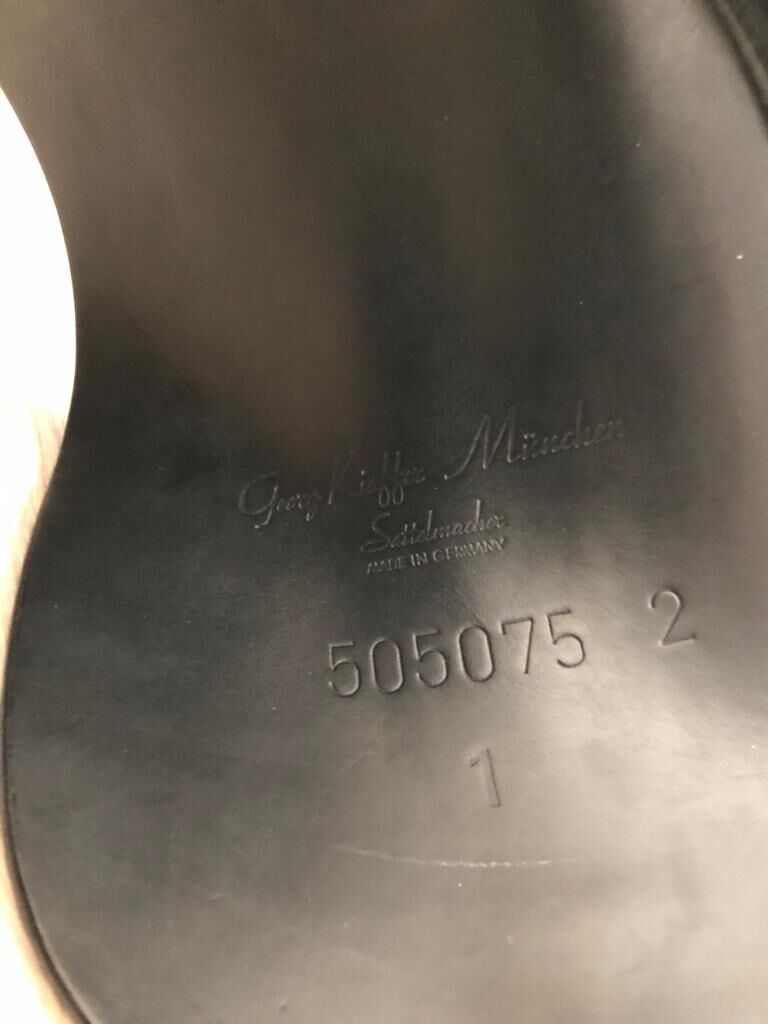 Georg Kieffer München
Sattelmacher
MADE IN GERMANY
505075 2
1